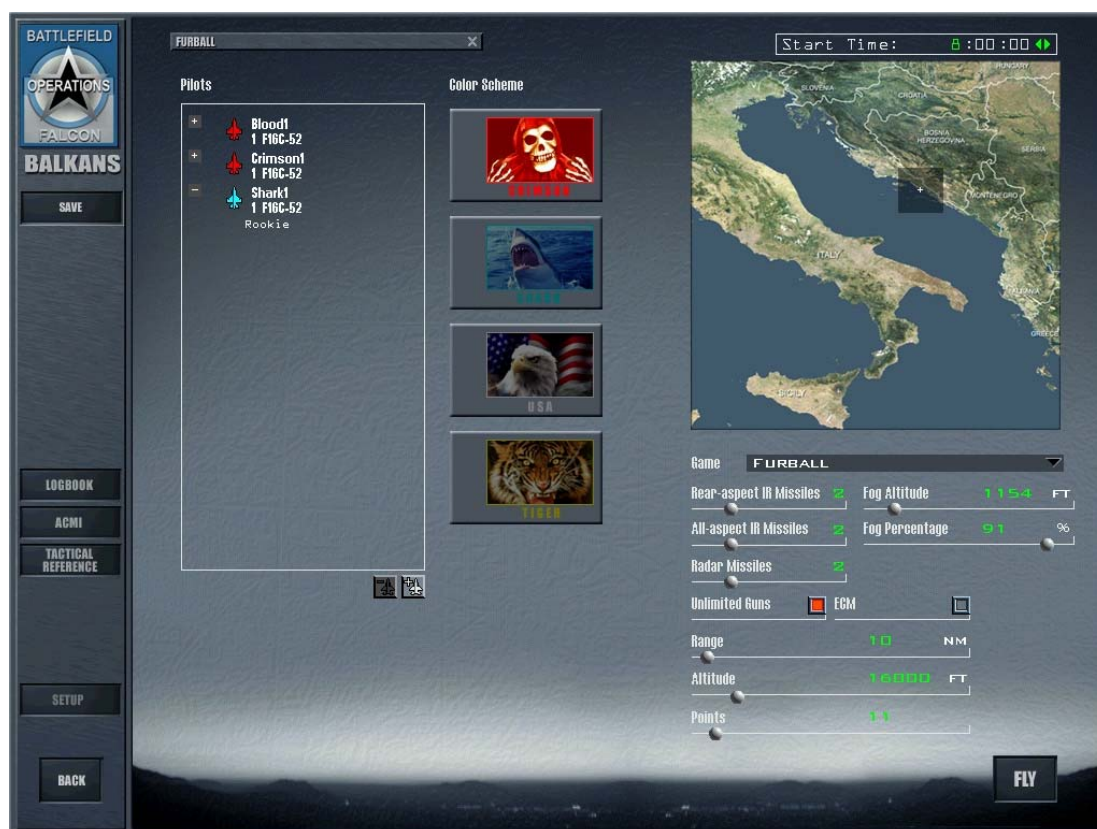 BATTLEFIELD
OPERATIONS
FALCON
BALKANS
SAVE
LOGBOOK
ACMI
TACTICAL
REFERENCE
SETUP
BACK
FURBALL
Pilots
Blood1
1 F16C-52
Crimson1
1 F16C-52
Shark1
1 F16C-52
Rookie
Color Scheme
CRIMSON
SHARK
USA
TIGER
Start Time: 8:00:00
HUNGARY
SLOVENIA
CROATIA
BOSNIA
HERZEGOVINA
SERBIA
MONTENEGRO
ITALY
ALBANIA
GREECE
SICILY
Game FURBALL
Rear-aspect IR Missiles 2 Fog Altitude 1154 FT
All-aspect IR Missiles 2 Fog Percentage 91 %
Radar Missiles 2
Unlimited Guns ECM
Range 10 NM
Altitude 16000 FT
Points 11
FLY